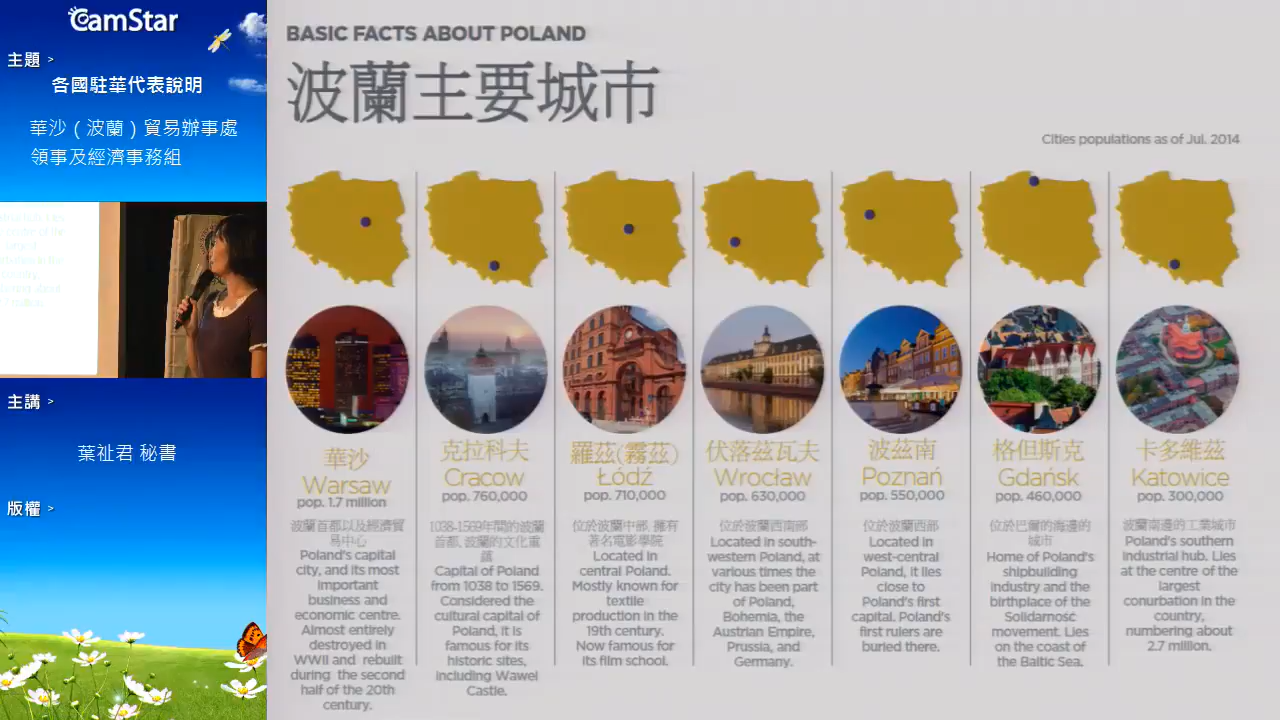 CamStar
主題 >
各國駐華代表說明
華沙（波蘭）貿易辦事處
領事及經濟事務組
主講 >
葉祉君 秘書
版權 >
BASIC FACTS ABOUT POLAND
波蘭主要城市
Cities populations as of Jul. 2014
華沙
Warsaw
pop. 1.7 million
波蘭首都以及經濟貿
易中心
Poland's capital
city, and its most
important
business and
economic centre.
Almost entirely
destroyed in
WWII and rebuilt
during the second
half of the 20th
century.
克拉科夫
Cracow
pop. 760,000
1038-1569年間的波蘭
首都, 波蘭的文化重
鎮
Capital of Poland
from 1038 to 1569.
Considered the
cultural capital of
Poland, it is
famous for its
historic sites,
including Wawel
Castle.
羅茲(霧茲)
Łódź
pop. 710,000
位於波蘭中部, 擁有
著名電影學院
Located in
central Poland.
Mostly known for
textile
production in the
19th century.
Now famous for
its film school.
伏落茲瓦夫
Wrocław
pop. 630,000
位於波蘭西南部
Located in south-
western Poland, at
various times the
city has been part
of Poland,
Bohemia, the
Austrian Empire,
Prussia, and
Germany.
波茲南
Poznań
pop. 550,000
位於波蘭西部
Located in
west-central
Poland, it lies
close to
Poland's first
capital. Poland's
first rulers are
buried there.
格但斯克
Gdańsk
pop. 460,000
位於巴爾的海邊的
城市
Home of Poland's
shipbuilding
industry and the
birthplace of the
Solidarność
movement. Lies
on the coast of
the Baltic Sea.
卡多維茲
Katowice
pop. 300,000
波蘭南邊的工業城市
Poland's southern
industrial hub. Lies
at the centre of the
largest
conurbation in the
country,
numbering about
2.7 million.